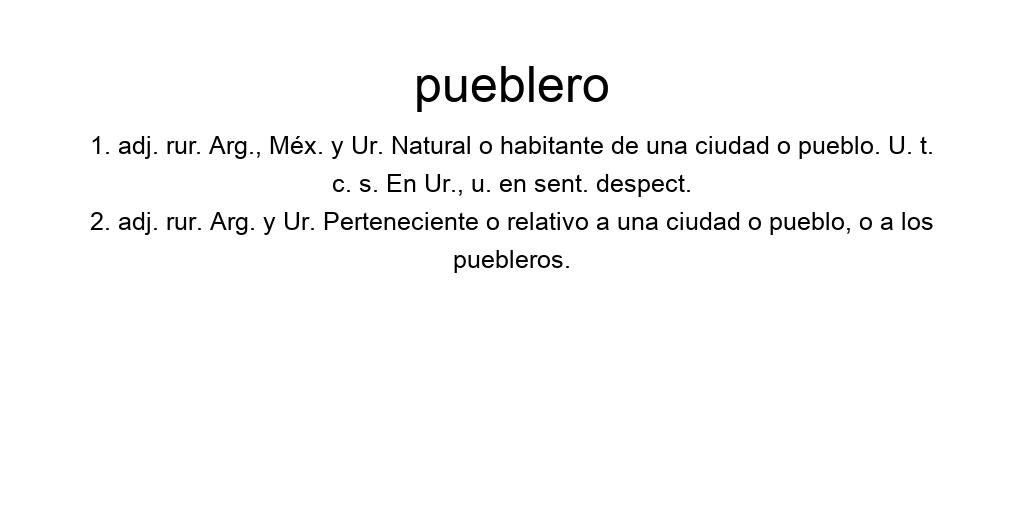 pueblero
1. adj. rur. Arg., Méx. y Ur. Natural o habitante de una ciudad o pueblo. U. t.
c. s. En Ur., u. en sent. despect.
2. adj. rur. Arg. y Ur. Perteneciente o relativo a una ciudad o pueblo, o a los
puebleros.